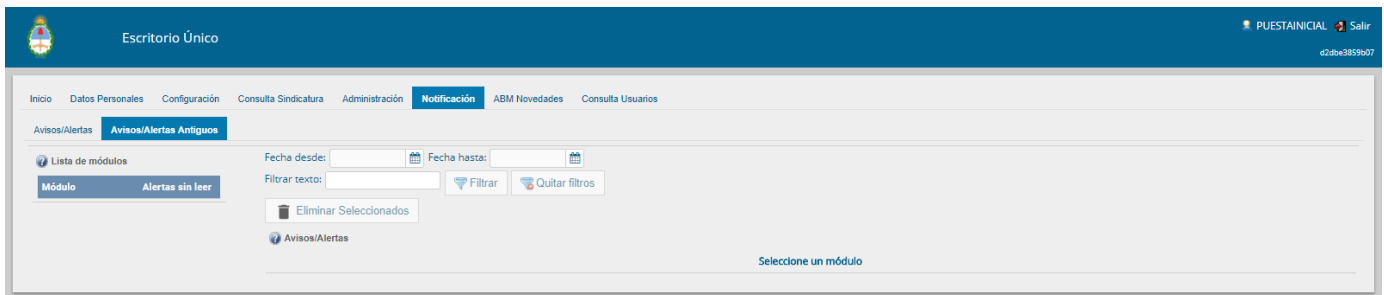 Escritorio Único
PUESTAINICIAL Salir
d2dbe3859b07
Inicio Datos Personales Configuración Consulta Sindicatura Administración Notificación ABM Novedades Consulta Usuarios
Avisos/Alertas Avisos/Alertas Antiguos
Lista de módulos
Módulo Alertas sin leer
Fecha desde: Fecha hasta:
Filtrar texto: Filtrar Quitar filtros
Eliminar Seleccionados
Avisos/Alertas
Seleccione un módulo